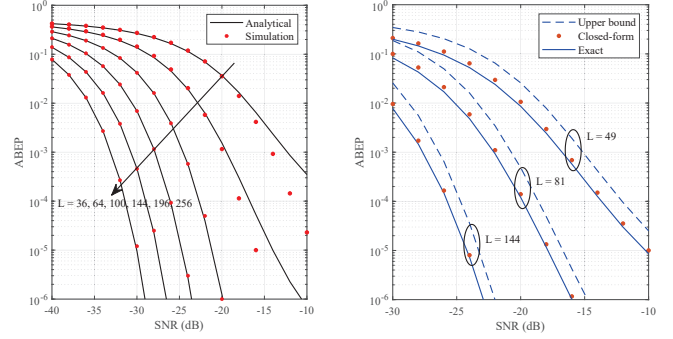 10^0
10^-1
10^-2
10^-3
10^-4
10^-5
10^-6
ABEP
-40
-35
-30
-25
-20
-15
-10
SNR (dB)
Analytical
Simulation
L = 36, 64, 100, 144, 196, 256
10^0
10^-1
10^-2
10^-3
10^-4
10^-5
10^-6
ABEP
-30
-25
-20
-15
-10
SNR (dB)
Upper bound
Closed-form
Exact
L = 49
L = 81
L = 144